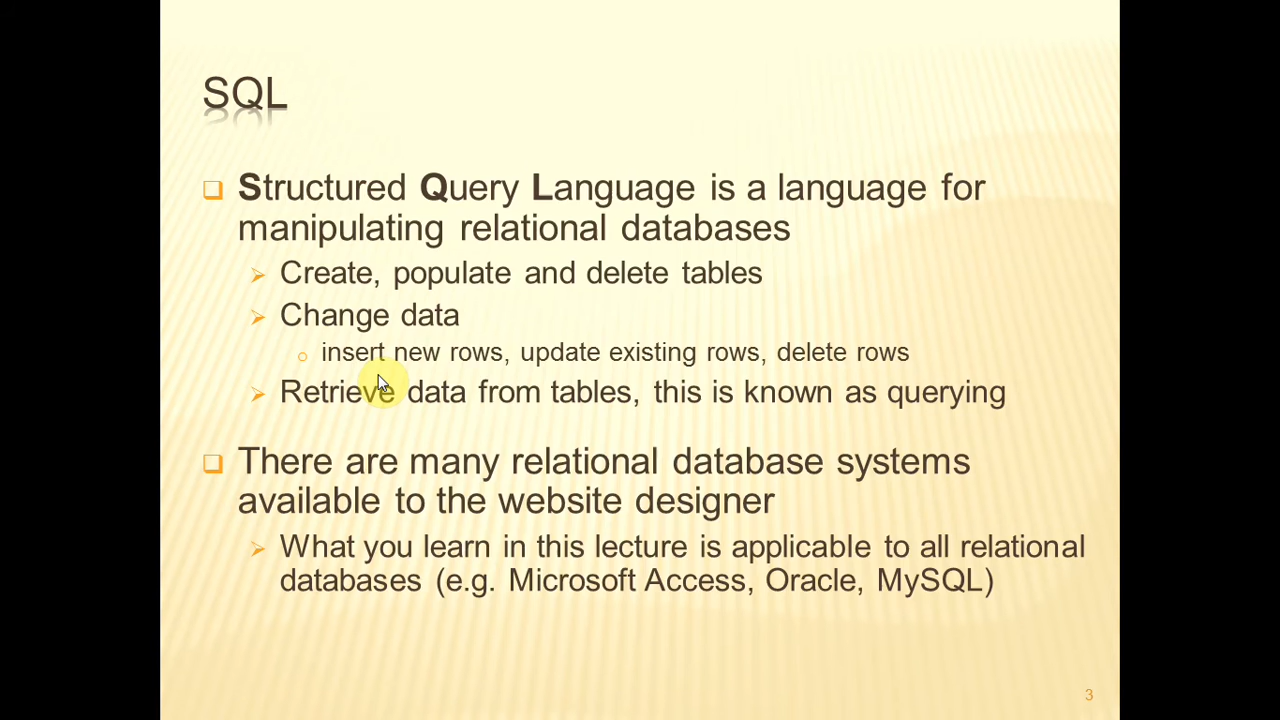 SQL
Structured Query Language is a language for
manipulating relational databases
Create, populate and delete tables
Change data
insert new rows, update existing rows, delete rows
Retrieve data from tables, this is known as querying
There are many relational database systems
available to the website designer
What you learn in this lecture is applicable to all relational
databases (e.g. Microsoft Access, Oracle, MySQL)
3